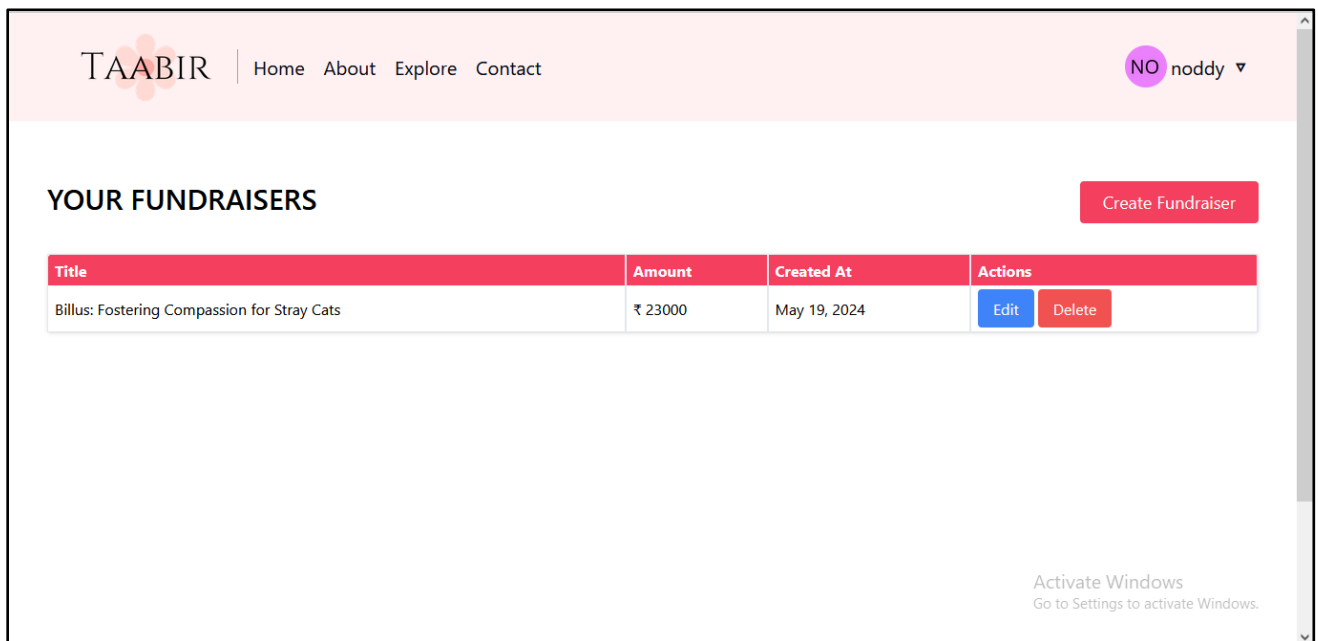 TAABIR Home About Explore Contact NO noddy ▿
YOUR FUNDRAISERS Create Fundraiser
Title Amount Created At Actions
Billus: Fostering Compassion for Stray Cats ₹ 23000 May 19, 2024 Edit Delete
Activate Windows
Go to Settings to activate Windows.